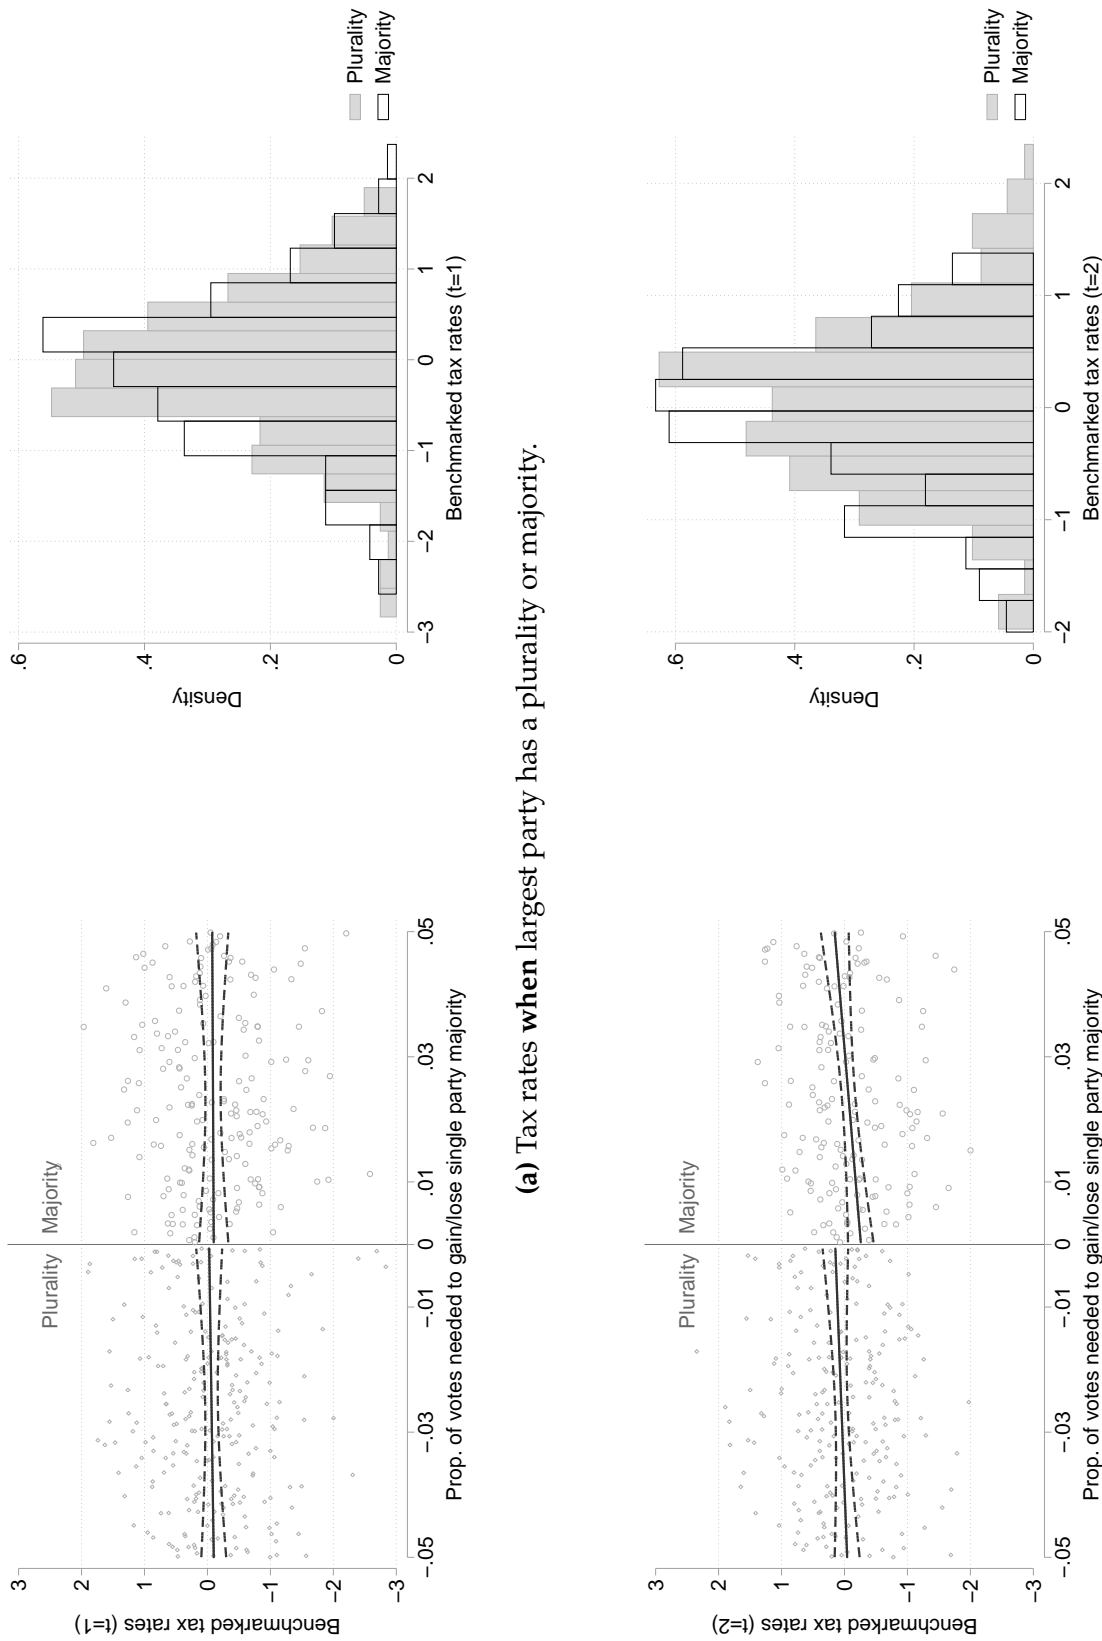 Benchmarked tax rates (t=1)
3
2
1
0
−1
−2
−3
Plurality Majority
−.05 −.03 −.01 0 .01 .03 .05
Prop. of votes needed to gain/lose single party majority
Density
.6
.4
.2
0
−3 −2 −1 0 1 2
Benchmarked tax rates (t=1)
Plurality
Majority
(a) Tax rates when largest party has a plurality or majority.
Benchmarked tax rates (t=2)
3
2
1
0
−1
−2
−3
Plurality Majority
−.05 −.03 −.01 0 .01 .03 .05
Prop. of votes needed to gain/lose single party majority
Density
.6
.4
.2
0
−2 −1 0 1 2
Benchmarked tax rates (t=2)
Plurality
Majority